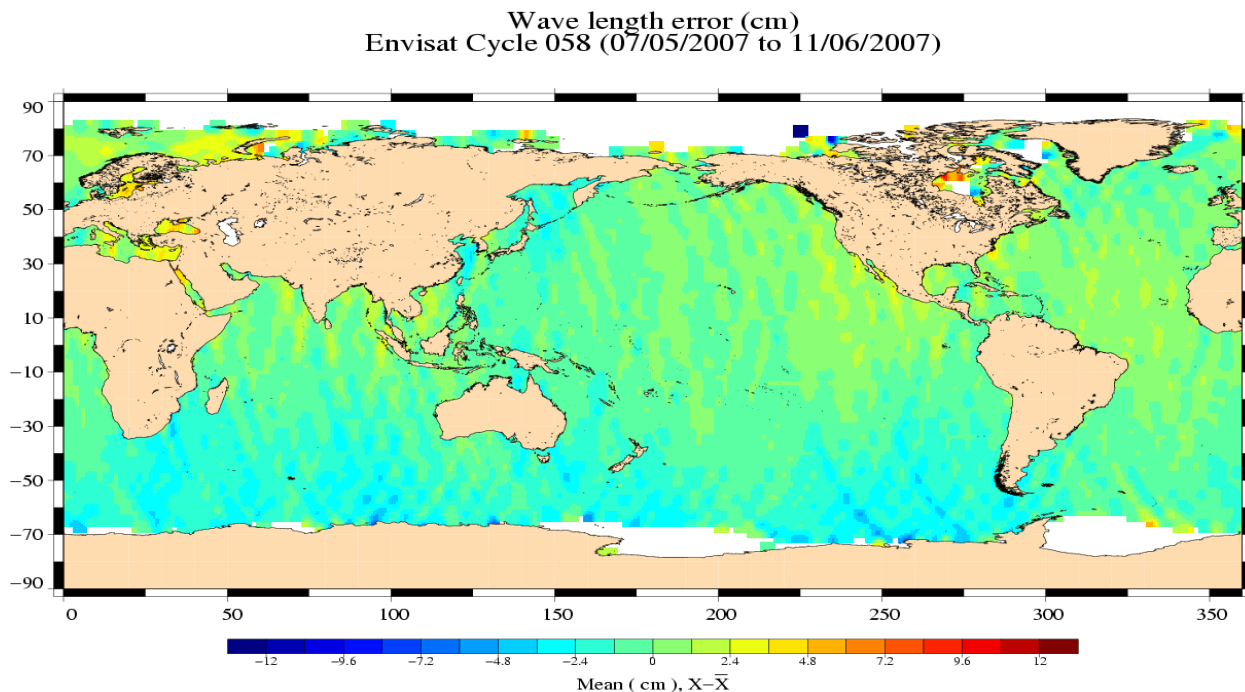 Wave length error (cm)
Envisat Cycle 058 (07/05/2007 to 11/06/2007)
90
70
50
30
10
−10
−30
−50
−70
−90
0 50 100 150 200 250 300 350
−12 −9.6 −7.2 −4.8 −2.4 0 2.4 4.8 7.2 9.6 12
Mean ( cm ), X−X̅